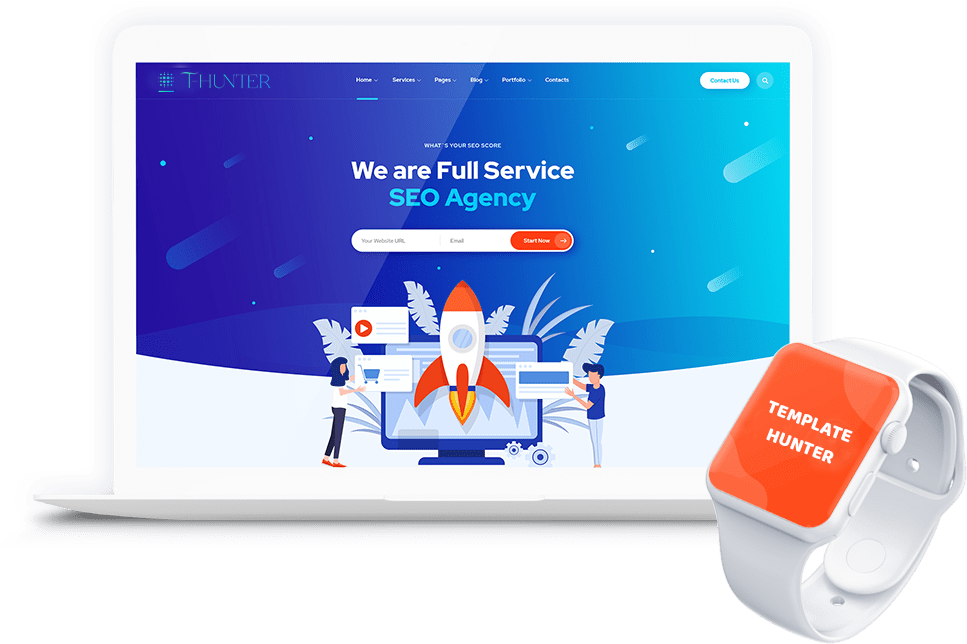 THUNTER
Home Services Pages Blog Portfolio Contacts
Contact Us
WHAT`S YOUR SEO SCORE
We are Full Service
SEO Agency
Your Website URL Email Start Now
TEMPLATE
HUNTER